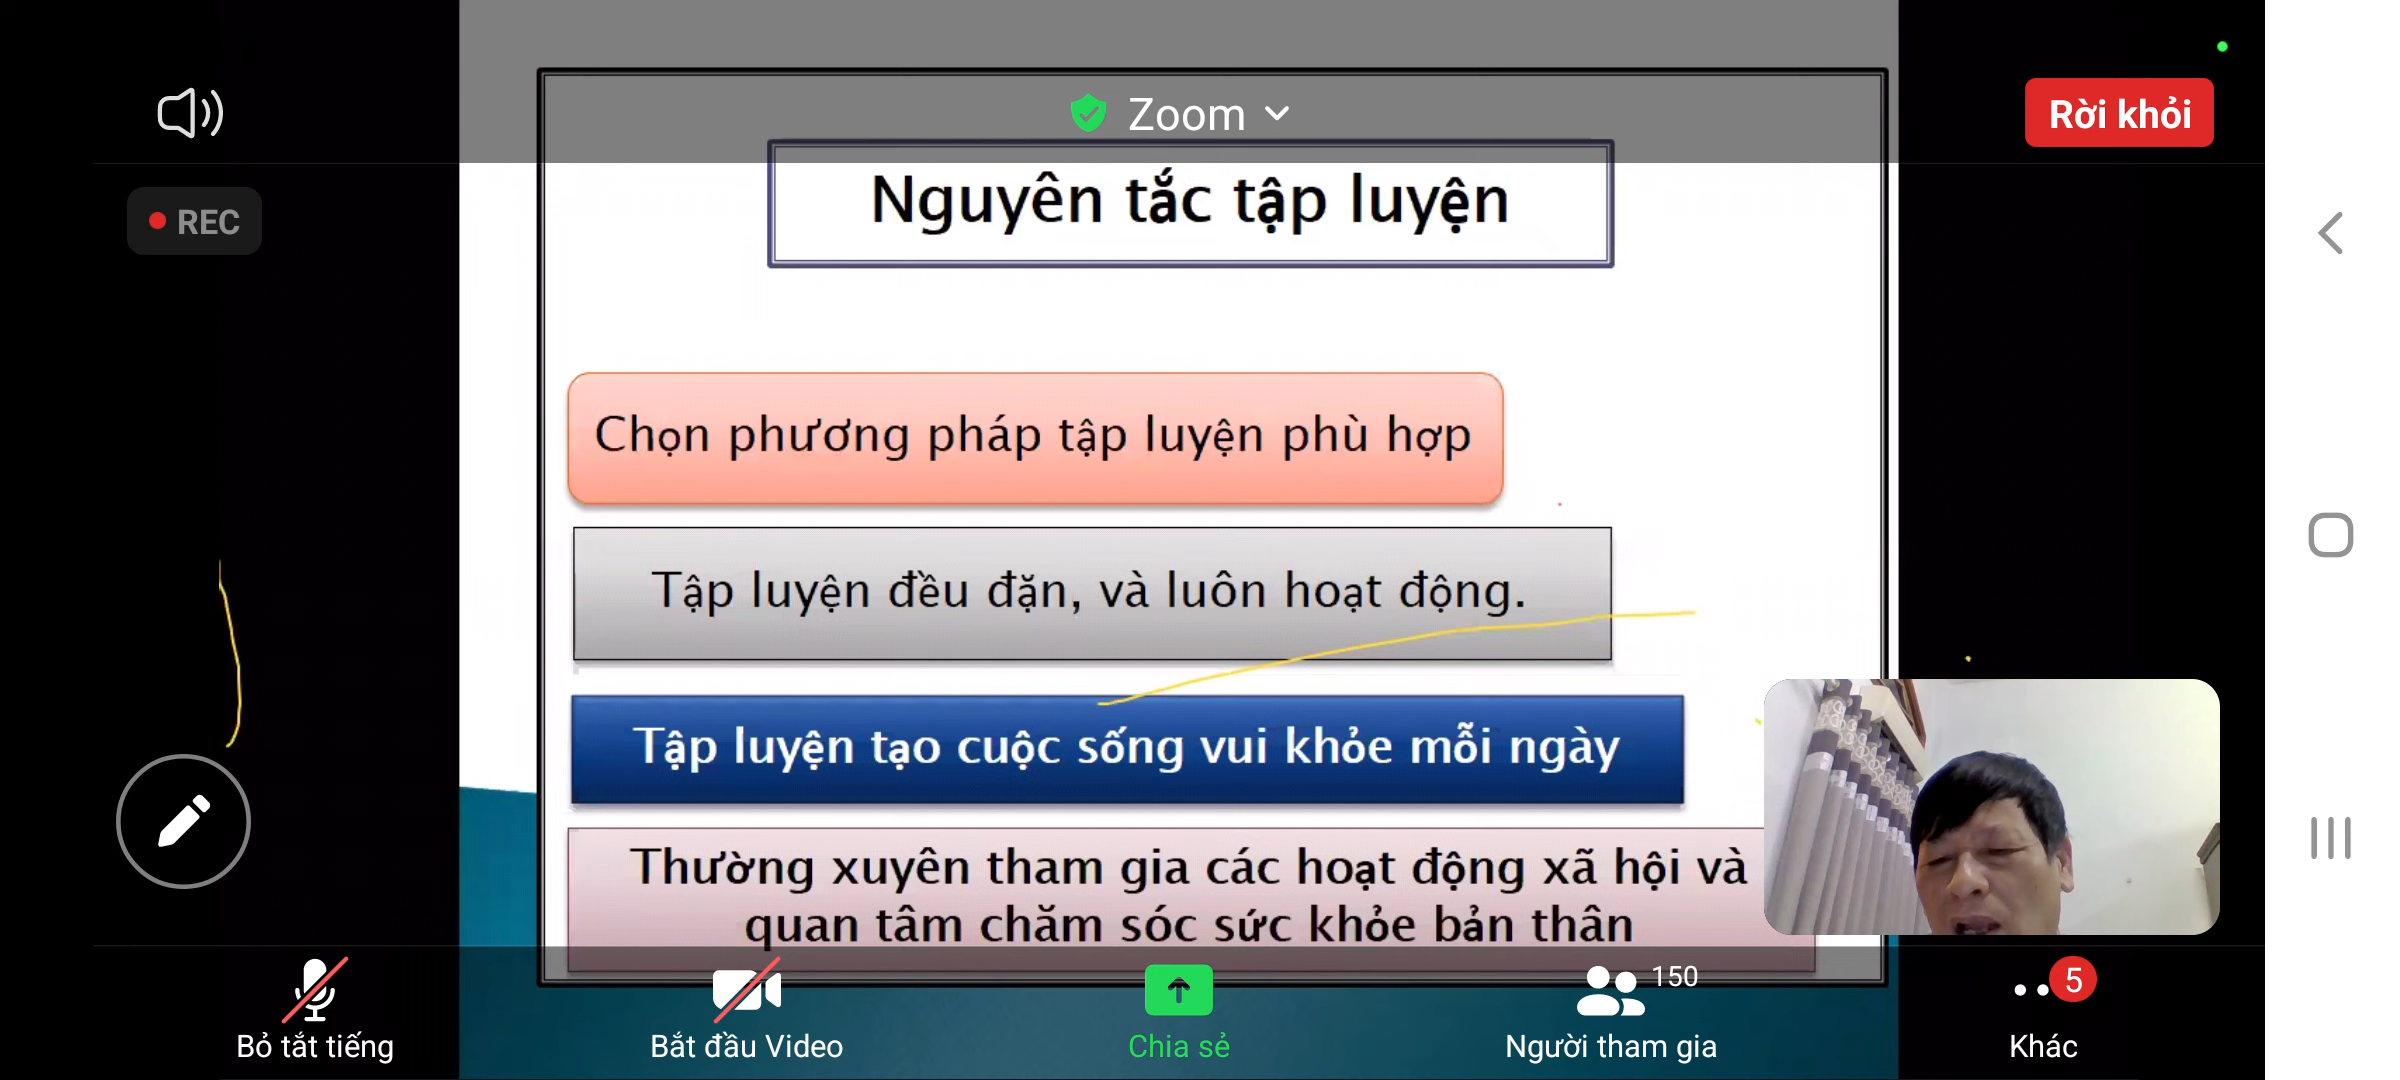 Zoom
Rời khỏi
REC
Nguyên tắc tập luyện
Chọn phương pháp tập luyện phù hợp
Tập luyện đều đặn, và luôn hoạt động.
Tập luyện tạo cuộc sống vui khỏe mỗi ngày
Thường xuyên tham gia các hoạt động xã hội và
quan tâm chăm sóc sức khỏe bản thân
150
5
Bỏ tắt tiếng
Bắt đầu Video
Chia sẻ
Người tham gia
Khác